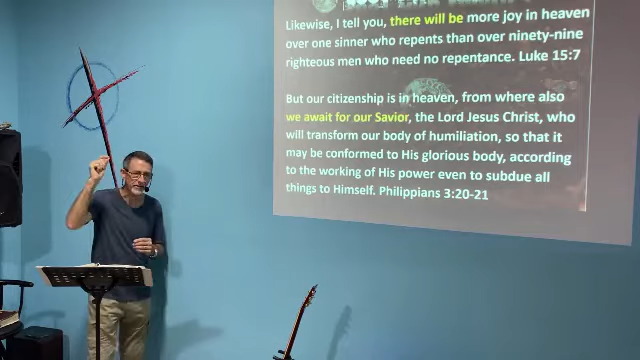 Likewise, I tell you, there will be more joy in heaven
over one sinner who repents than over ninety-nine
righteous men who need no repentance. Luke 15:7
But our citizenship is in heaven, from where also
we await for our Savior, the Lord Jesus Christ, who
will transform our body of humiliation, so that it
may be conformed to His glorious body, according
to the working of His power even to subdue all
things to Himself. Philippians 3:20-21